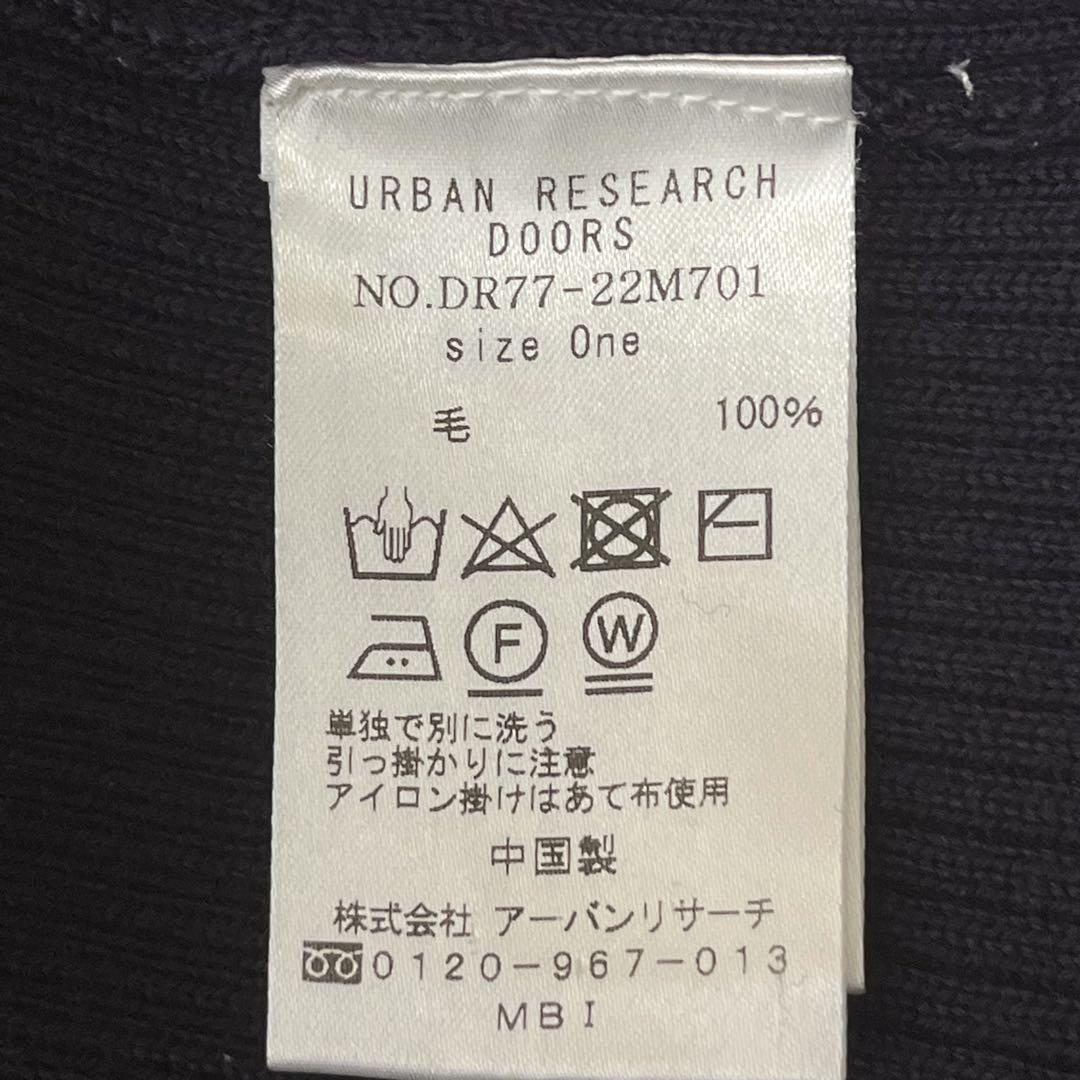 URBAN RESEARCH
DOORS
NO.DR77-22M701
size One
毛 100%
F W
単独で別に洗う
引っ掛かりに注意
アイロン掛けはあて布使用
中国製
株式会社 アーバンリサーチ
0120-967-013
MBI